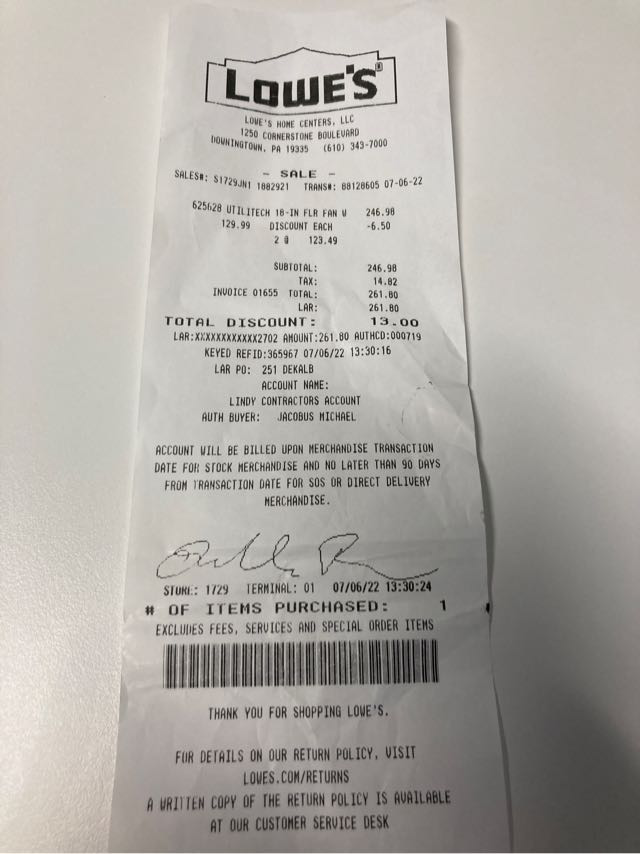 LOWE'S
LOWE'S HOME CENTERS, LLC
1250 CORNERSTONE BOULEVARD
DOWNINGTOWN, PA 19335 (610) 343-7000
- SALE -
SALES#: S1729JN1 1882921 TRANS#: 88128605 07-06-22
625628 UTILITECH 18-IN FLR FAN W 246.98
129.99 DISCOUNT EACH -6.50
2 @ 123.49
SUBTOTAL: 246.98
TAX: 14.82
INVOICE 01655 TOTAL: 261.80
LAR: 261.80
TOTAL DISCOUNT: 13.00
LAR:XXXXXXXXXXXX2702 AMOUNT:261.80 AUTHCD:000719
KEYED REFID:365967 07/06/22 13:30:16
LAR PO: 251 DEKALB
ACCOUNT NAME:
LINDY CONTRACTORS ACCOUNT
AUTH BUYER: JACOBUS MICHAEL
ACCOUNT WILL BE BILLED UPON MERCHANDISE TRANSACTION
DATE FOR STOCK MERCHANDISE AND NO LATER THAN 90 DAYS
FROM TRANSACTION DATE FOR SOS OR DIRECT DELIVERY
MERCHANDISE.
STORE: 1729 TERMINAL: 01 07/06/22 13:30:24
# OF ITEMS PURCHASED: 1
EXCLUDES FEES, SERVICES AND SPECIAL ORDER ITEMS
THANK YOU FOR SHOPPING LOWE'S.
FOR DETAILS ON OUR RETURN POLICY, VISIT
LOWES.COM/RETURNS
A WRITTEN COPY OF THE RETURN POLICY IS AVAILABLE
AT OUR CUSTOMER SERVICE DESK